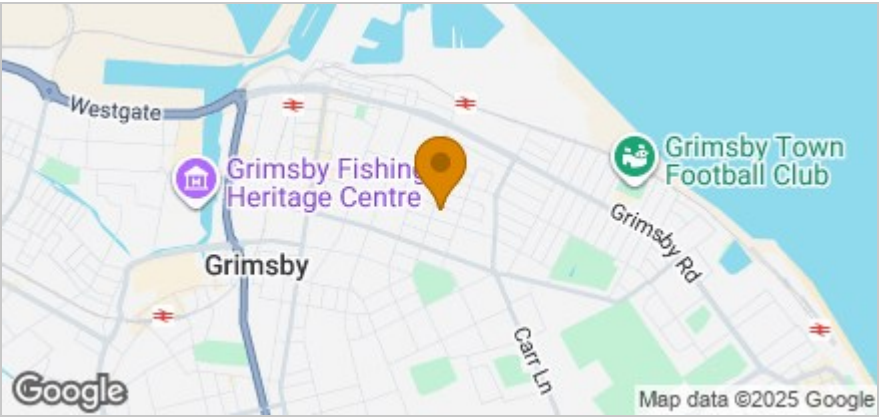 Westgate
Grimsby Fishing
Heritage Centre
Grimsby Town
Football Club
Grimsby Rd
Grimsby
Carr Ln
Google
Map data ©2025 Google